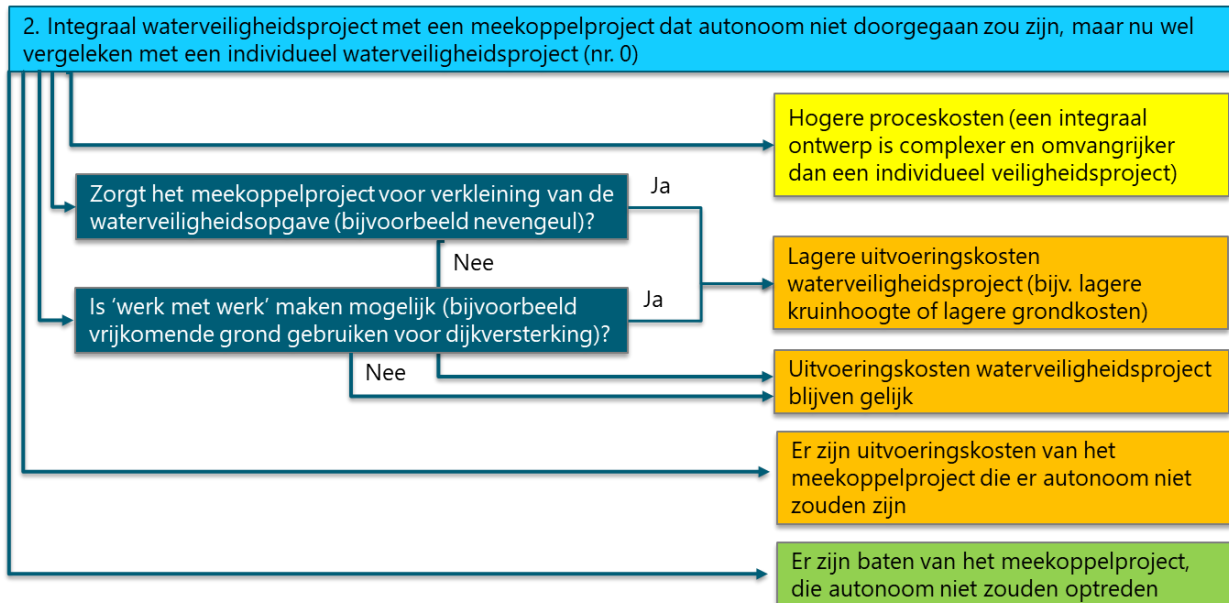 2. Integraal waterveiligheidsproject met een meekoppelproject dat autonoom niet doorgegaan zou zijn, maar nu wel
vergeleken met een individueel waterveiligheidsproject (nr. 0)
Hogere proceskosten (een integraal
ontwerp is complexer en omvangrijker
dan een individueel veiligheidsproject)
Zorgt het meekoppelproject voor verkleining van de
waterveiligheidsopgave (bijvoorbeeld nevengeul)?
Ja
Nee
Lagere uitvoeringskosten
waterveiligheidsproject (bijv. lagere
kruinhoogte of lagere grondkosten)
Is ‘werk met werk’ maken mogelijk (bijvoorbeeld
vrijkomende grond gebruiken voor dijkversterking)?
Ja
Nee
Uitvoeringskosten waterveiligheidsproject
blijven gelijk
Er zijn uitvoeringskosten van het
meekoppelproject die er autonoom niet
zouden zijn
Er zijn baten van het meekoppelproject,
die autonoom niet zouden optreden